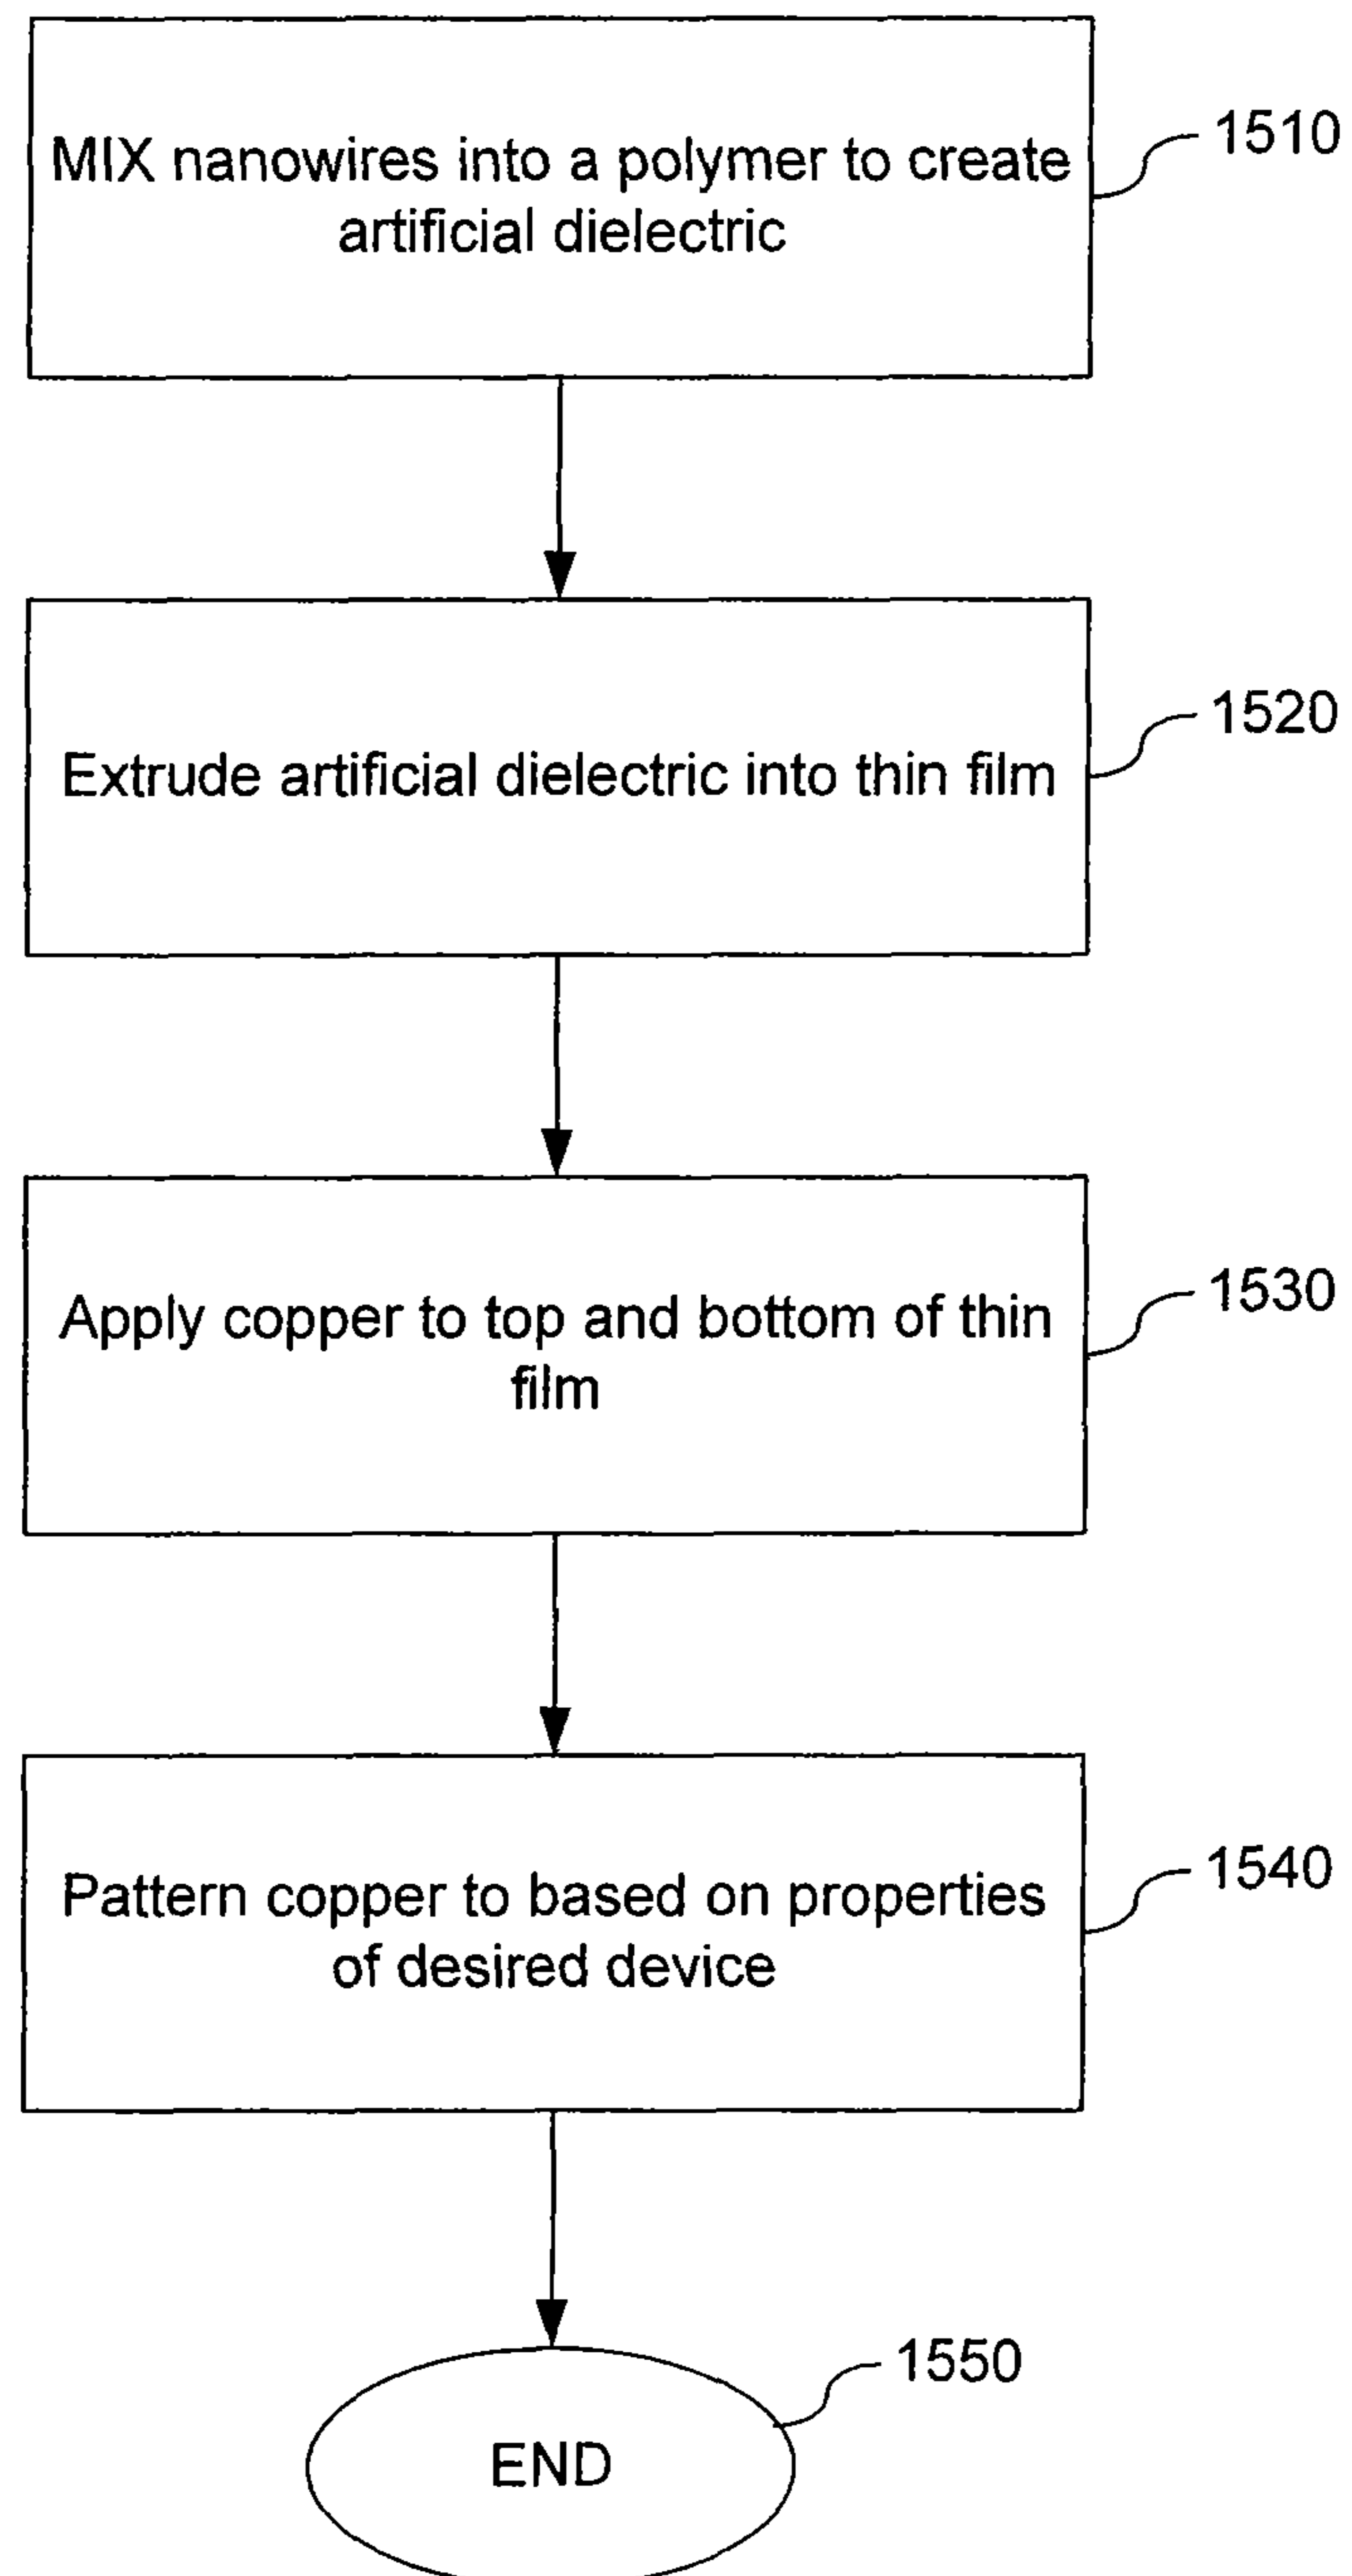 MIX nanowires into a polymer to create
artificial dielectric
1510
Extrude artificial dielectric into thin film
1520
Apply copper to top and bottom of thin
film
1530
Pattern copper to based on properties
of desired device
1540
END
1550